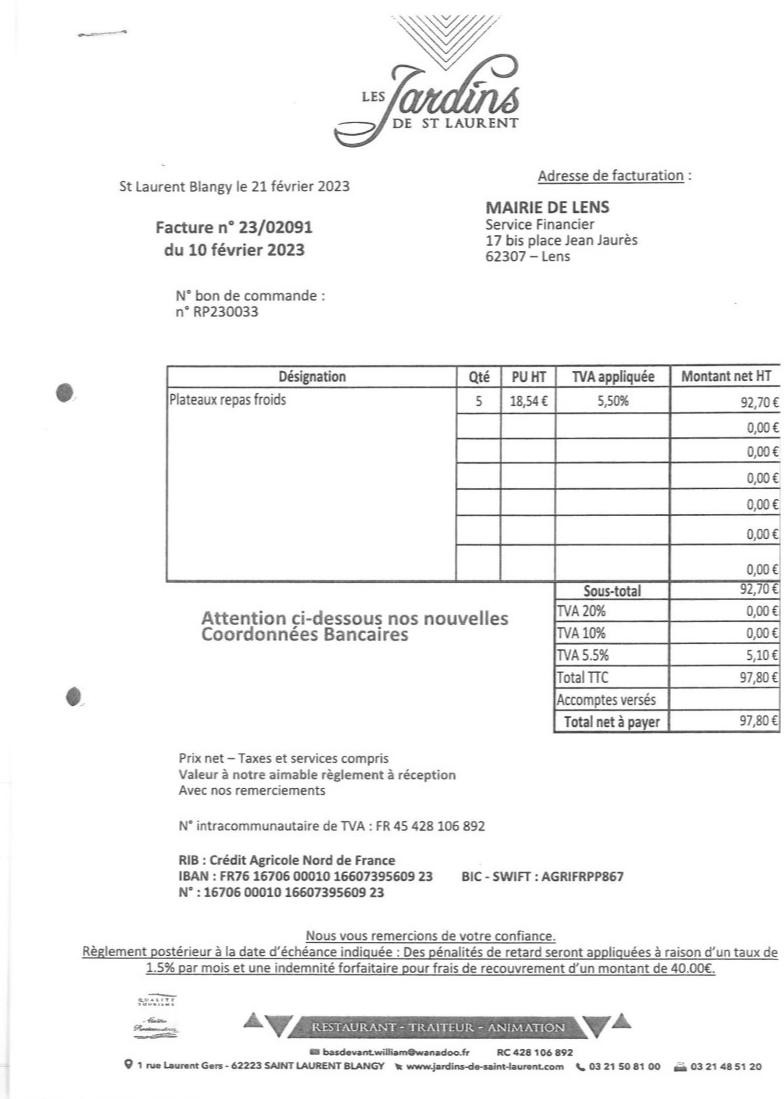 LES Jardins
DE ST LAURENT
St Laurent Blangy le 21 février 2023
Adresse de facturation :
MAIRIE DE LENS
Service Financier
17 bis place Jean Jaurès
62307 – Lens
Facture n° 23/02091
du 10 février 2023
N° bon de commande :
n° RP230033
Désignation Qté PU HT TVA appliquée Montant net HT
Plateaux repas froids 5 18,54 € 5,50% 92,70 €
0,00 €
0,00 €
0,00 €
0,00 €
0,00 €
0,00 €
Sous-total 92,70 €
TVA 20% 0,00 €
TVA 10% 0,00 €
TVA 5.5% 5,10 €
Total TTC 97,80 €
Accomptes versés
Total net à payer 97,80 €
Attention ci-dessous nos nouvelles
Coordonnées Bancaires
Prix net – Taxes et services compris
Valeur à notre aimable règlement à réception
Avec nos remerciements
N° intracommunautaire de TVA : FR 45 428 106 892
RIB : Crédit Agricole Nord de France
IBAN : FR76 16706 00010 16607395609 23 BIC - SWIFT : AGRIFRPP867
N° : 16706 00010 16607395609 23
Nous vous remercions de votre confiance.
Règlement postérieur à la date d'échéance indiquée : Des pénalités de retard seront appliquées à raison d'un taux de
1.5% par mois et une indemnité forfaitaire pour frais de recouvrement d'un montant de 40.00€.
QUALITÉ
TOURISME
Maître
Restaurateur
RESTAURANT - TRAITEUR - ANIMATION
basdevant.william@wanadoo.fr RC 428 106 892
1 rue Laurent Gers - 62223 SAINT LAURENT BLANGY www.jardins-de-saint-laurent.com 03 21 50 81 00 03 21 48 51 20